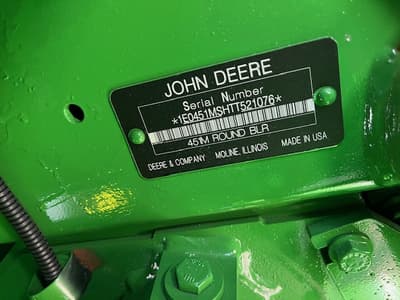 JOHN DEERE
Serial Number
*1E0451MSHTT521076*
451M ROUND BLR
DEERE & COMPANY MOLINE, ILLINOIS MADE IN USA